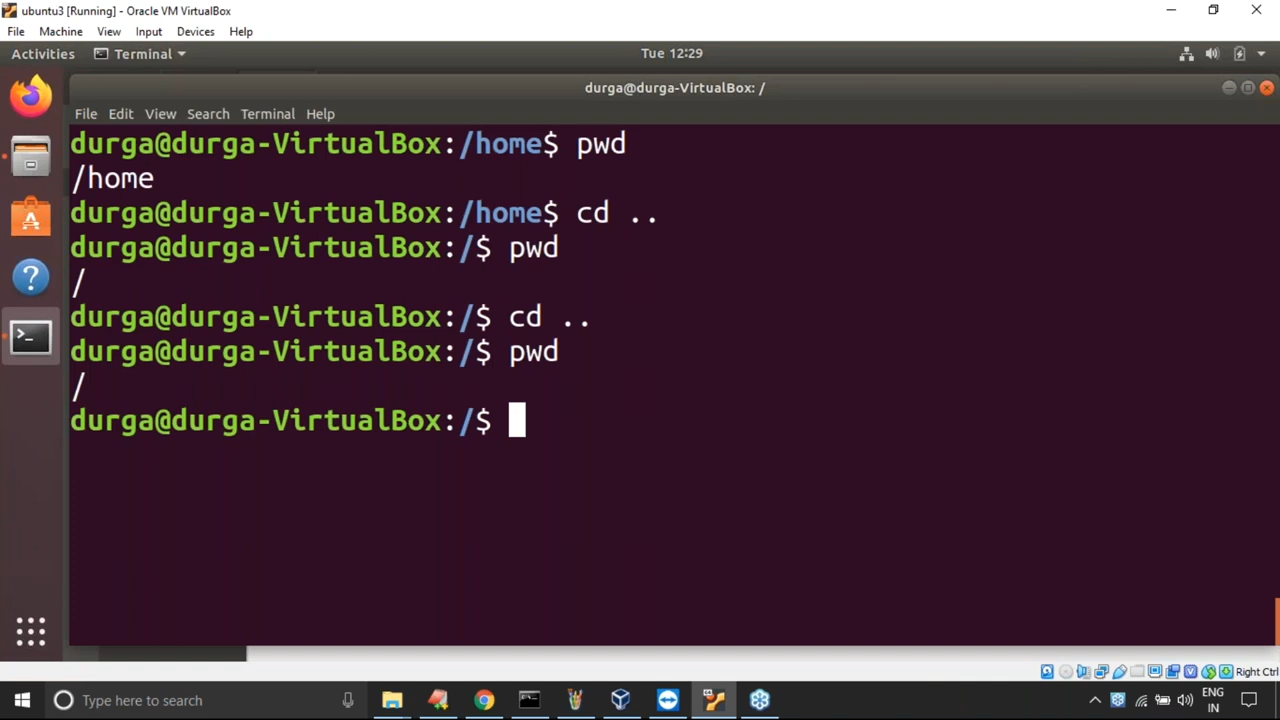 ubuntu3 [Running] - Oracle VM VirtualBox
File Machine View Input Devices Help
Activities Terminal Tue 12:29
durga@durga-VirtualBox: /
File Edit View Search Terminal Help
durga@durga-VirtualBox:/home$ pwd
/home
durga@durga-VirtualBox:/home$ cd ..
durga@durga-VirtualBox:/$ pwd
/
durga@durga-VirtualBox:/$ cd ..
durga@durga-VirtualBox:/$ pwd
/
durga@durga-VirtualBox:/$
Right Ctrl
Type here to search
ENG
IN
12:29 PM